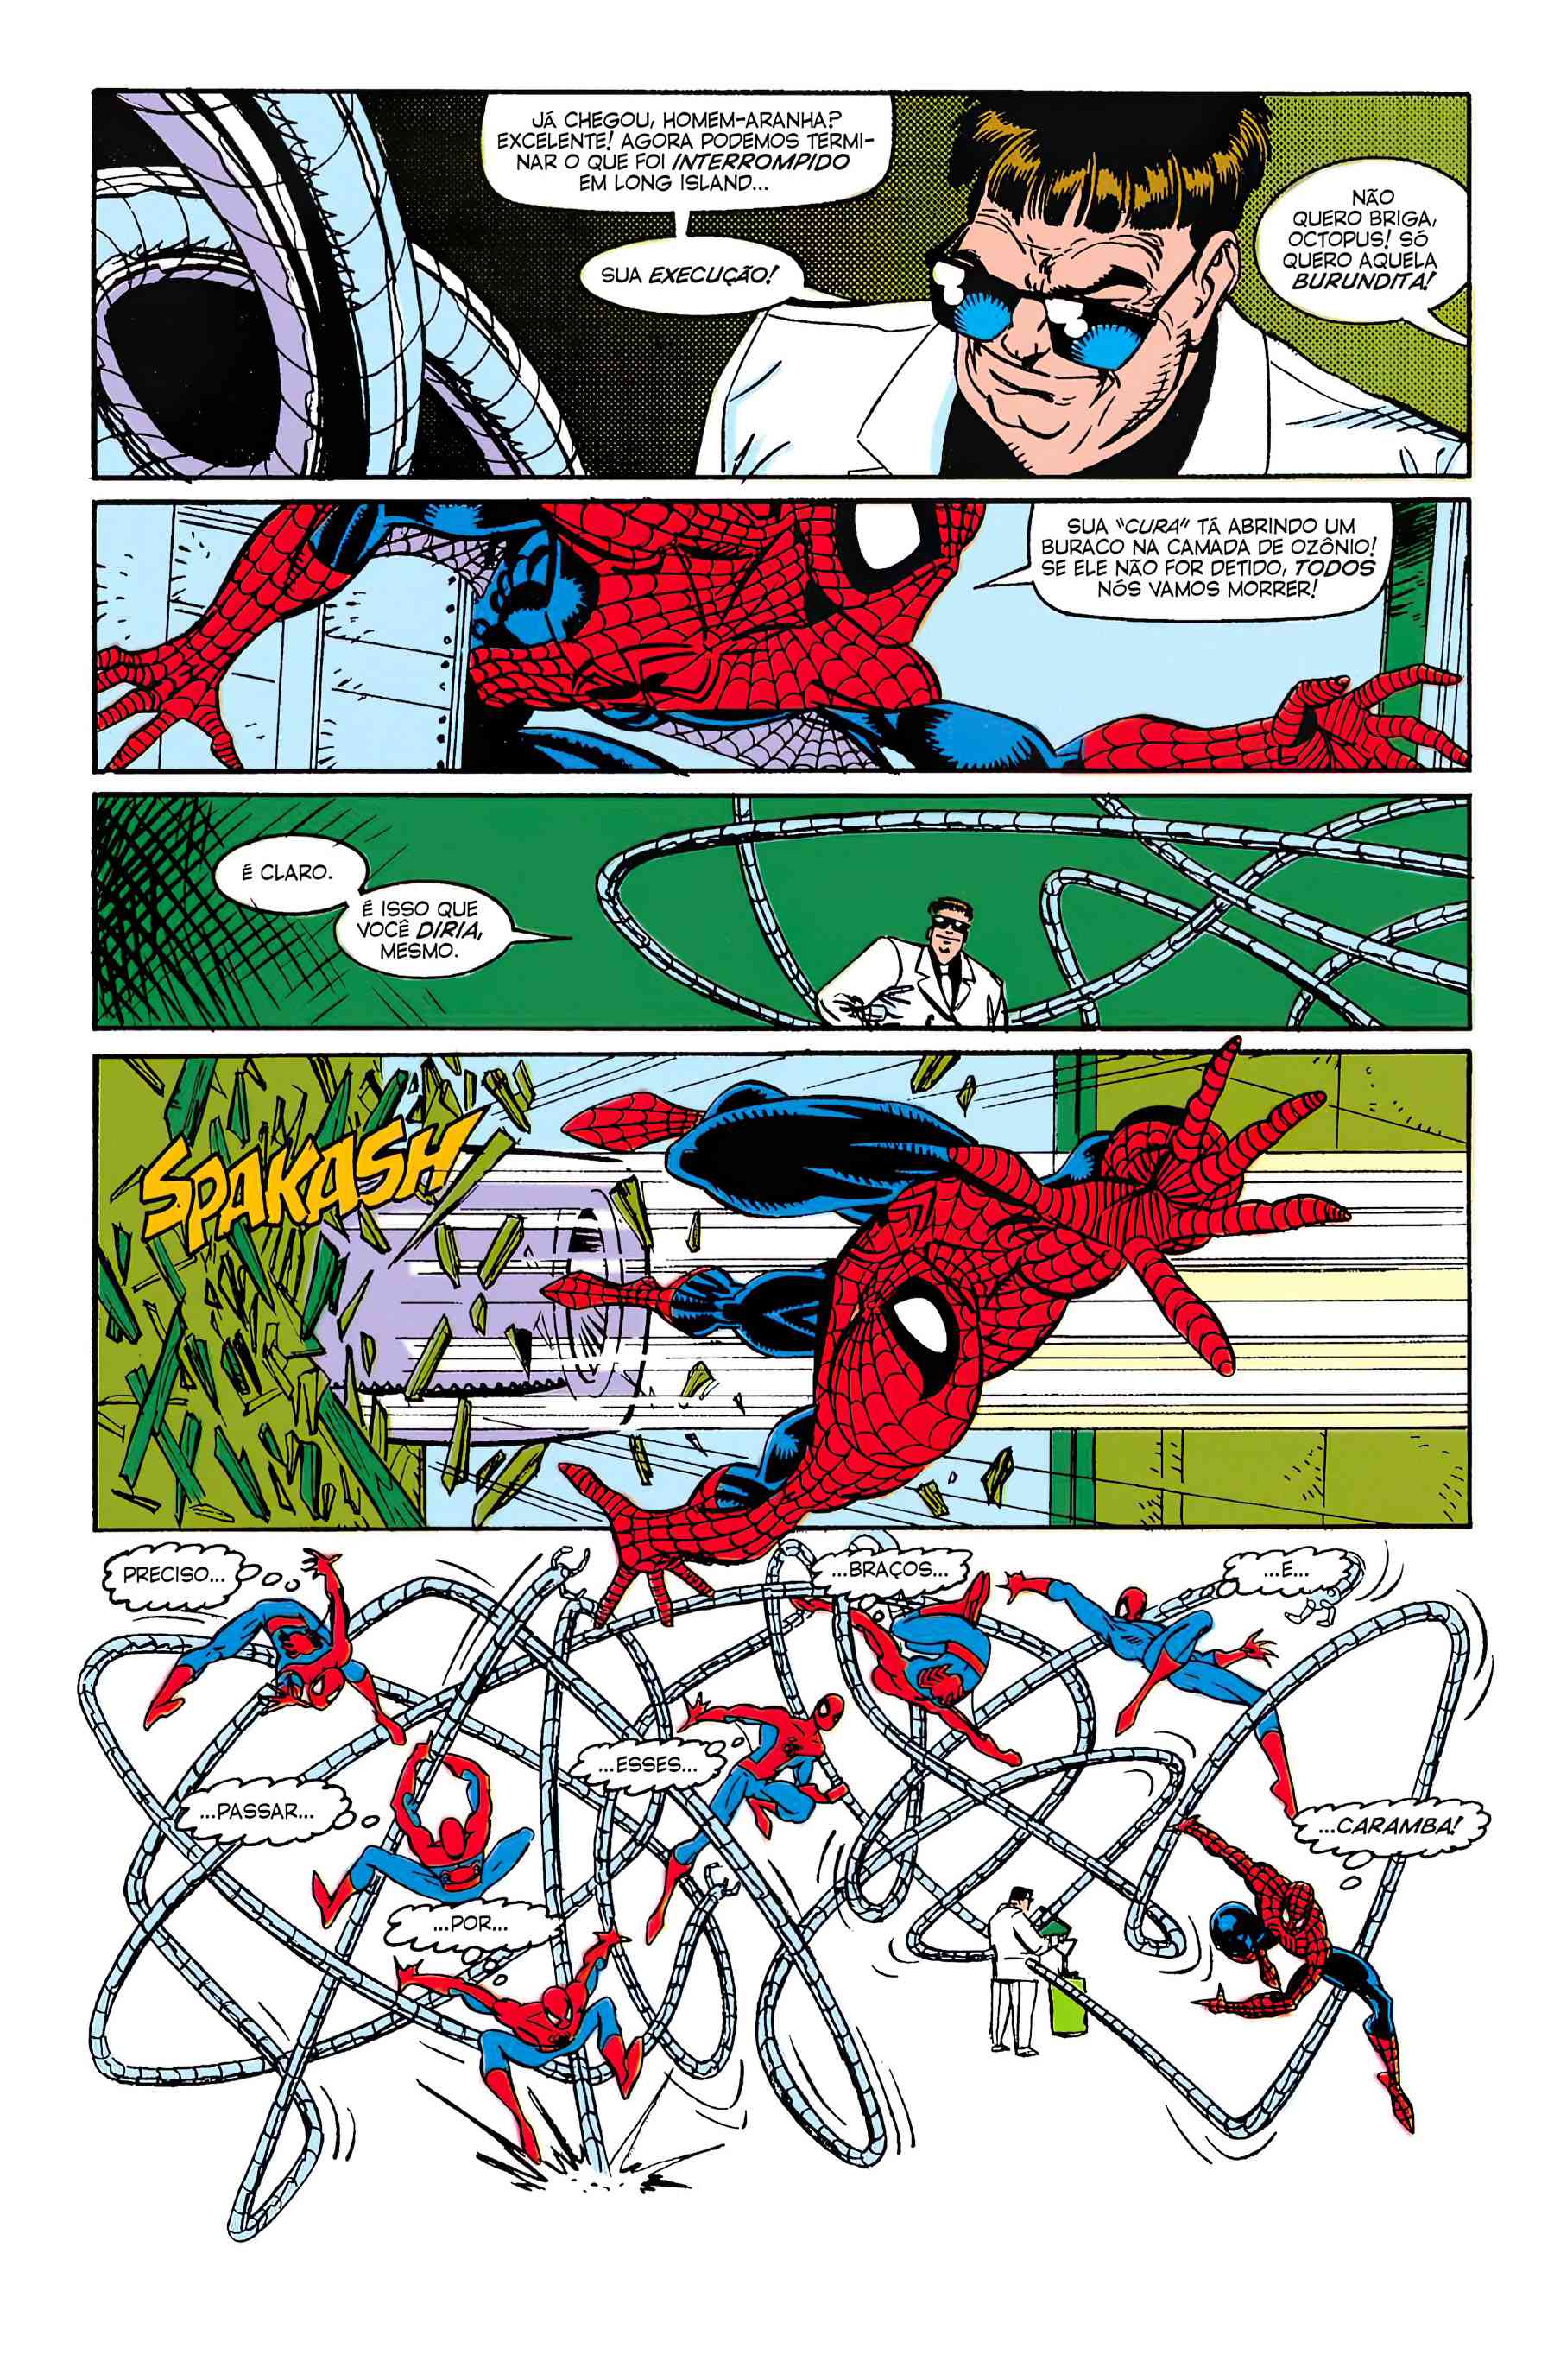 JÁ CHEGOU, HOMEM-ARANHA?
EXCELENTE! AGORA PODEMOS TERMI-
NAR O QUE FOI INTERROMPIDO
EM LONG ISLAND...
SUA EXECUÇÃO!
NÃO
QUERO BRIGA,
OCTOPUS! SÓ
QUERO AQUELA
BURUNDITA!
SUA "CURA" TÁ ABRINDO UM
BURACO NA CAMADA DE OZÔNIO!
SE ELE NÃO FOR DETIDO, TODOS
NÓS VAMOS MORRER!
É CLARO.
É ISSO QUE
VOCÊ DIRIA,
MESMO.
SPAKASH
PRECISO...
...PASSAR...
...POR...
...ESSES...
...BRAÇOS...
...E...
...CARAMBA!